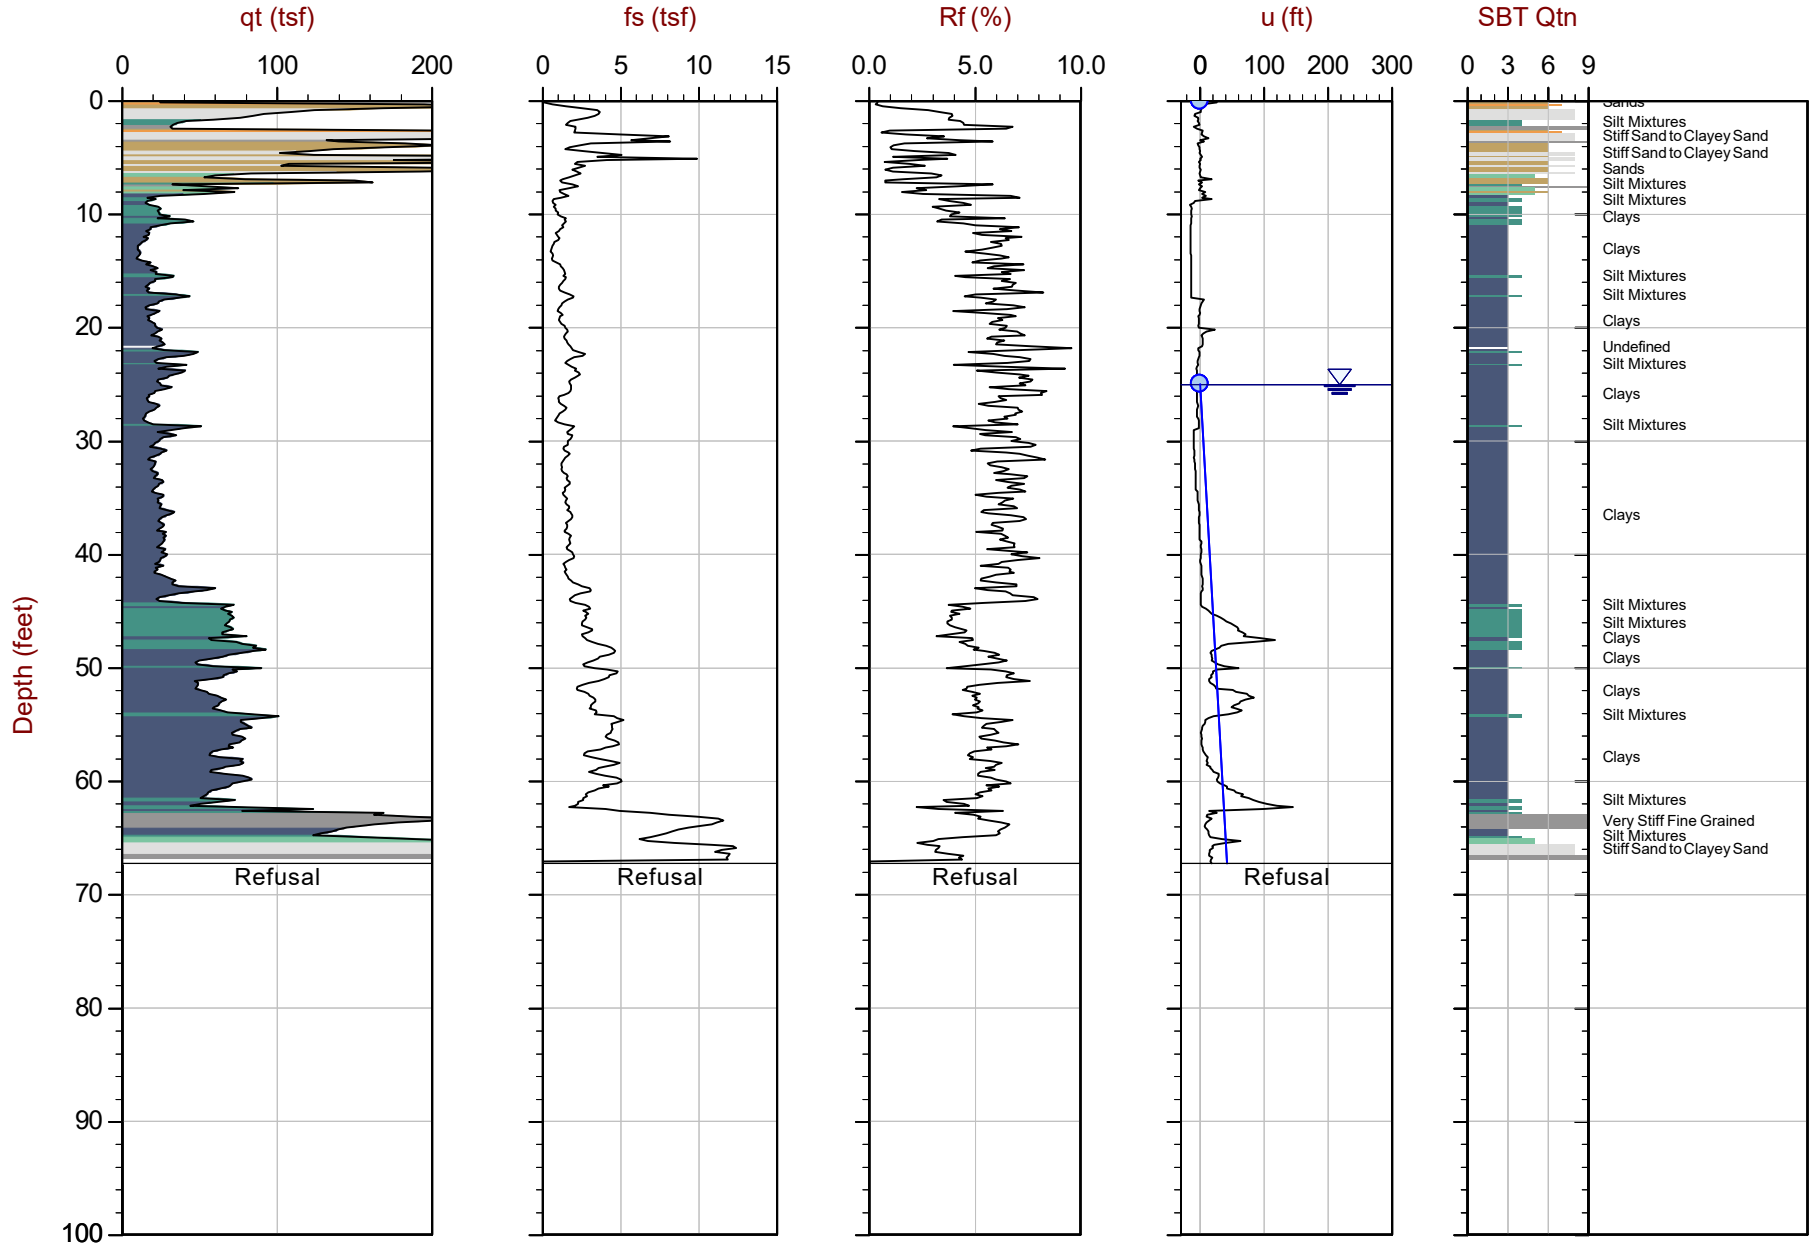 qt (tsf)
fs (tsf)
Rf (%)
u (ft)
SBT Qtn
0 100 200
0 5 10 15
0.0 5.0 10.0
0 100 200 300
0 3 6 9
Depth (feet)
0
10
20
30
40
50
60
70
80
90
100
Sands
Silt Mixtures
Stiff Sand to Clayey Sand
Stiff Sand to Clayey Sand
Sands
Silt Mixtures
Silt Mixtures
Clays
Clays
Silt Mixtures
Silt Mixtures
Clays
Undefined
Silt Mixtures
Clays
Silt Mixtures
Clays
Silt Mixtures
Silt Mixtures
Clays
Clays
Clays
Silt Mixtures
Clays
Silt Mixtures
Very Stiff Fine Grained
Silt Mixtures
Stiff Sand to Clayey Sand
Refusal
Refusal
Refusal
Refusal